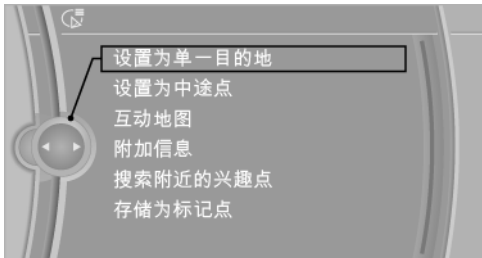 设置为单一目的地
设置为中途点
互动地图
附加信息
搜索附近的兴趣点
存储为标记点